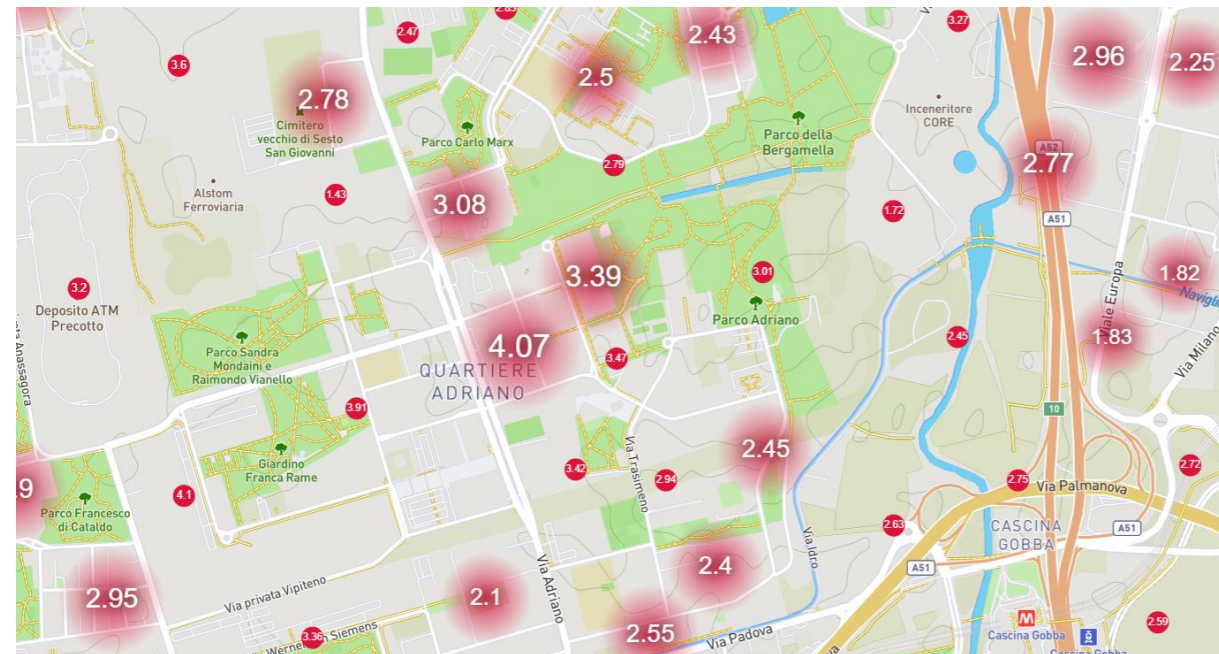 2.83
2.47
3.27
2.43
2.96
2.25
3.6
2.5
2.78
Cimitero
vecchio di Sesto
San Giovanni
Inceneritore
CORE
Parco Carlo Marx
Parco della
Bergamella
A52
2.79
2.77
Alstom
Ferroviaria
1.43
3.08
1.72
A51
3.39
3.01
1.82
Naviglio
Viale Europa
3.2
Deposito ATM
Precotto
Parco Adriano
4.07
3.47
2.45
1.83
Via Milano
Parco Sandra
Mondaini e
Raimondo Vianello
QUARTIERE
ADRIANO
Anassagora
3.91
10
Giardino
Franca Rame
Via Trasimeno
2.45
3.42
2.94
2.75
Via Palmanova
2.72
.9
4.1
Parco Francesco
di Cataldo
2.63
CASCINA
GOBBA
A51
Via Idro
A51
2.4
Via Adriano
2.95
Via privata Vipiteno
2.1
3.36
2.55
Via Padova
Cascina Gobba
2.59
Cascina Gobba